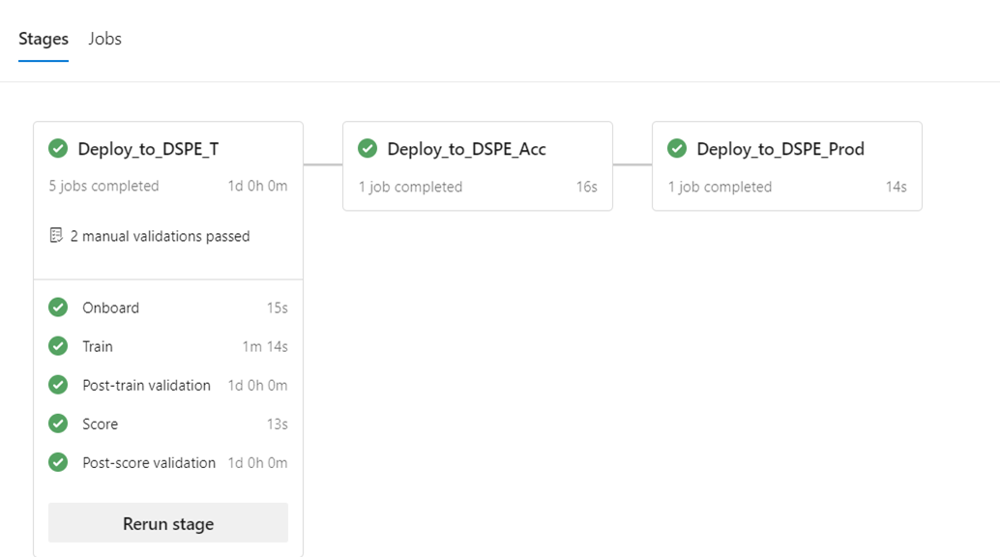 Stages Jobs
Deploy_to_DSPE_T
5 jobs completed 1d 0h 0m
2 manual validations passed
Onboard 15s
Train 1m 14s
Post-train validation 1d 0h 0m
Score 13s
Post-score validation 1d 0h 0m
Rerun stage
Deploy_to_DSPE_Acc
1 job completed 16s
Deploy_to_DSPE_Prod
1 job completed 14s